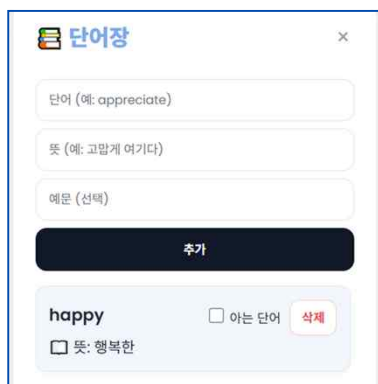 단어장 ×
단어 (예: appreciate)
뜻 (예: 고맙게 여기다)
예문 (선택)
추가
happy 아는 단어 삭제
뜻: 행복한